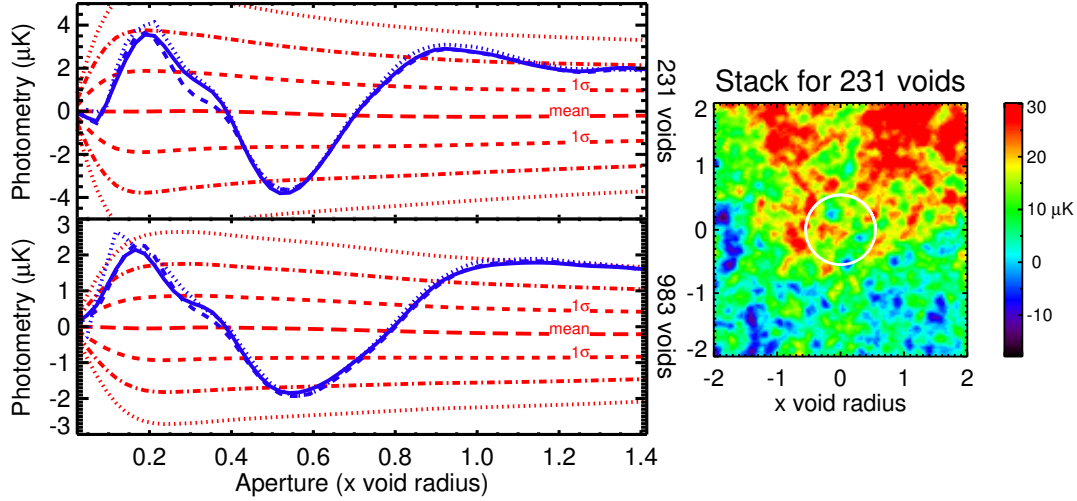 4
2
0
-2
-4
Photometry (µK)
1σ
mean
1σ
231 voids
3
2
1
0
-1
-2
-3
Photometry (µK)
1σ
mean
1σ
983 voids
0.2 0.4 0.6 0.8 1.0 1.2 1.4
Aperture (x void radius)
Stack for 231 voids
2
1
0
-1
-2
-2 -1 0 1 2
x void radius
30
20
10 µK
0
-10